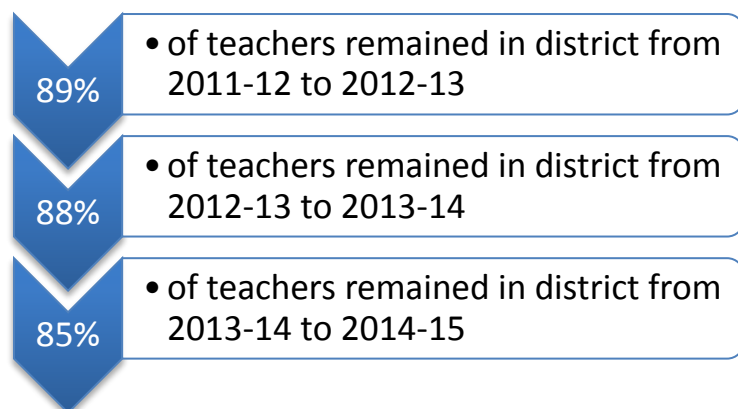 89%
• of teachers remained in district from
2011-12 to 2012-13
88%
• of teachers remained in district from
2012-13 to 2013-14
85%
• of teachers remained in district from
2013-14 to 2014-15